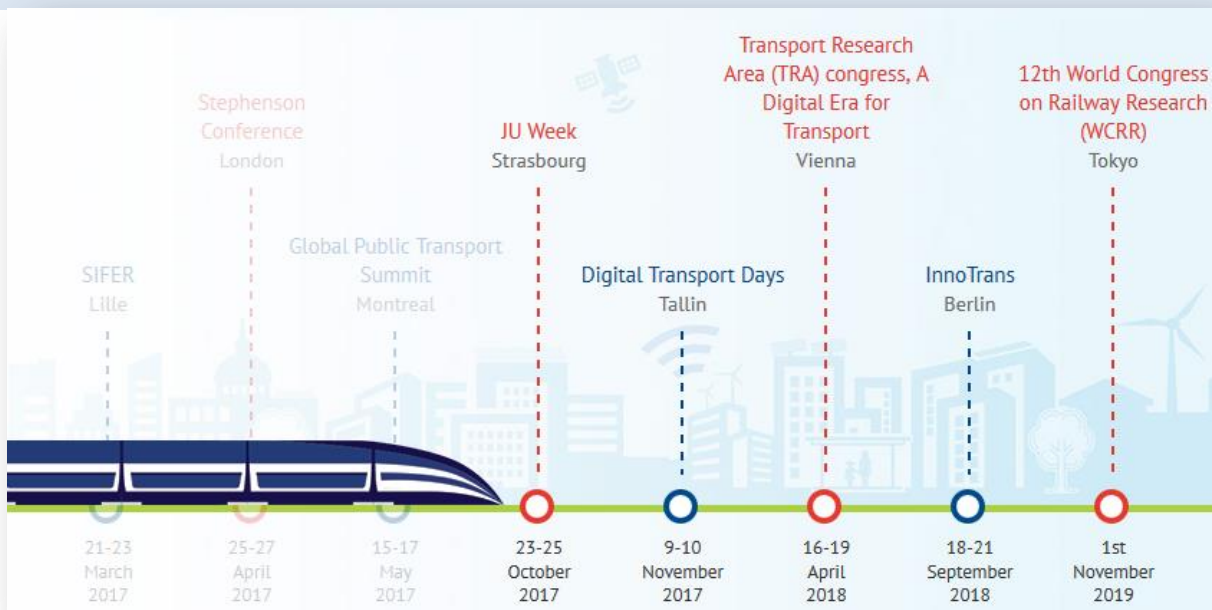 SIFER
Lille
21-23
March
2017
Stephenson
Conference
London
25-27
April
2017
Global Public Transport
Summit
Montreal
15-17
May
2017
JU Week
Strasbourg
23-25
October
2017
Digital Transport Days
Tallin
9-10
November
2017
Transport Research
Area (TRA) congress, A
Digital Era for
Transport
Vienna
16-19
April
2018
InnoTrans
Berlin
18-21
September
2018
12th World Congress
on Railway Research
(WCRR)
Tokyo
1st
November
2019